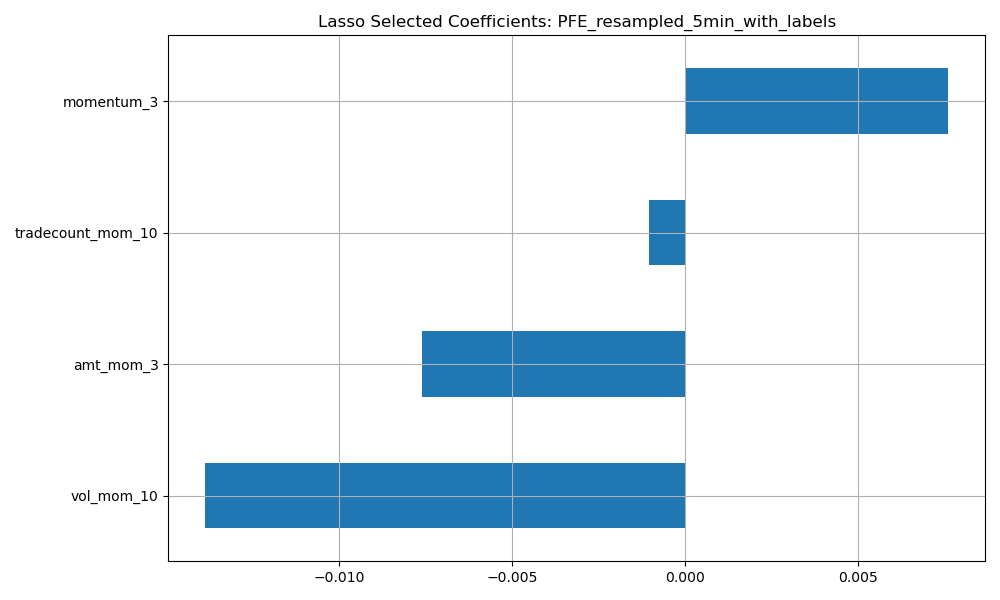 Lasso Selected Coefficients: PFE_resampled_5min_with_labels
momentum_3
tradecount_mom_10
amt_mom_3
vol_mom_10
−0.010
−0.005
0.000
0.005